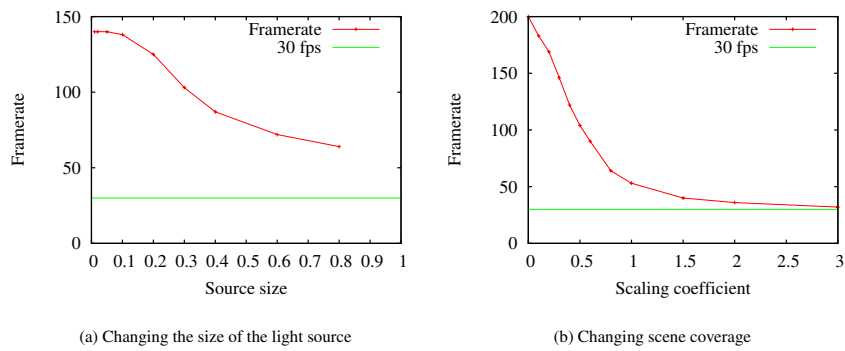 150
100
50
0
Framerate
Framerate
30 fps
0 0.1 0.2 0.3 0.4 0.5 0.6 0.7 0.8 0.9 1
Source size
(a) Changing the size of the light source
200
150
100
50
0
Framerate
Framerate
30 fps
0 0.5 1 1.5 2 2.5 3
Scaling coefficient
(b) Changing scene coverage